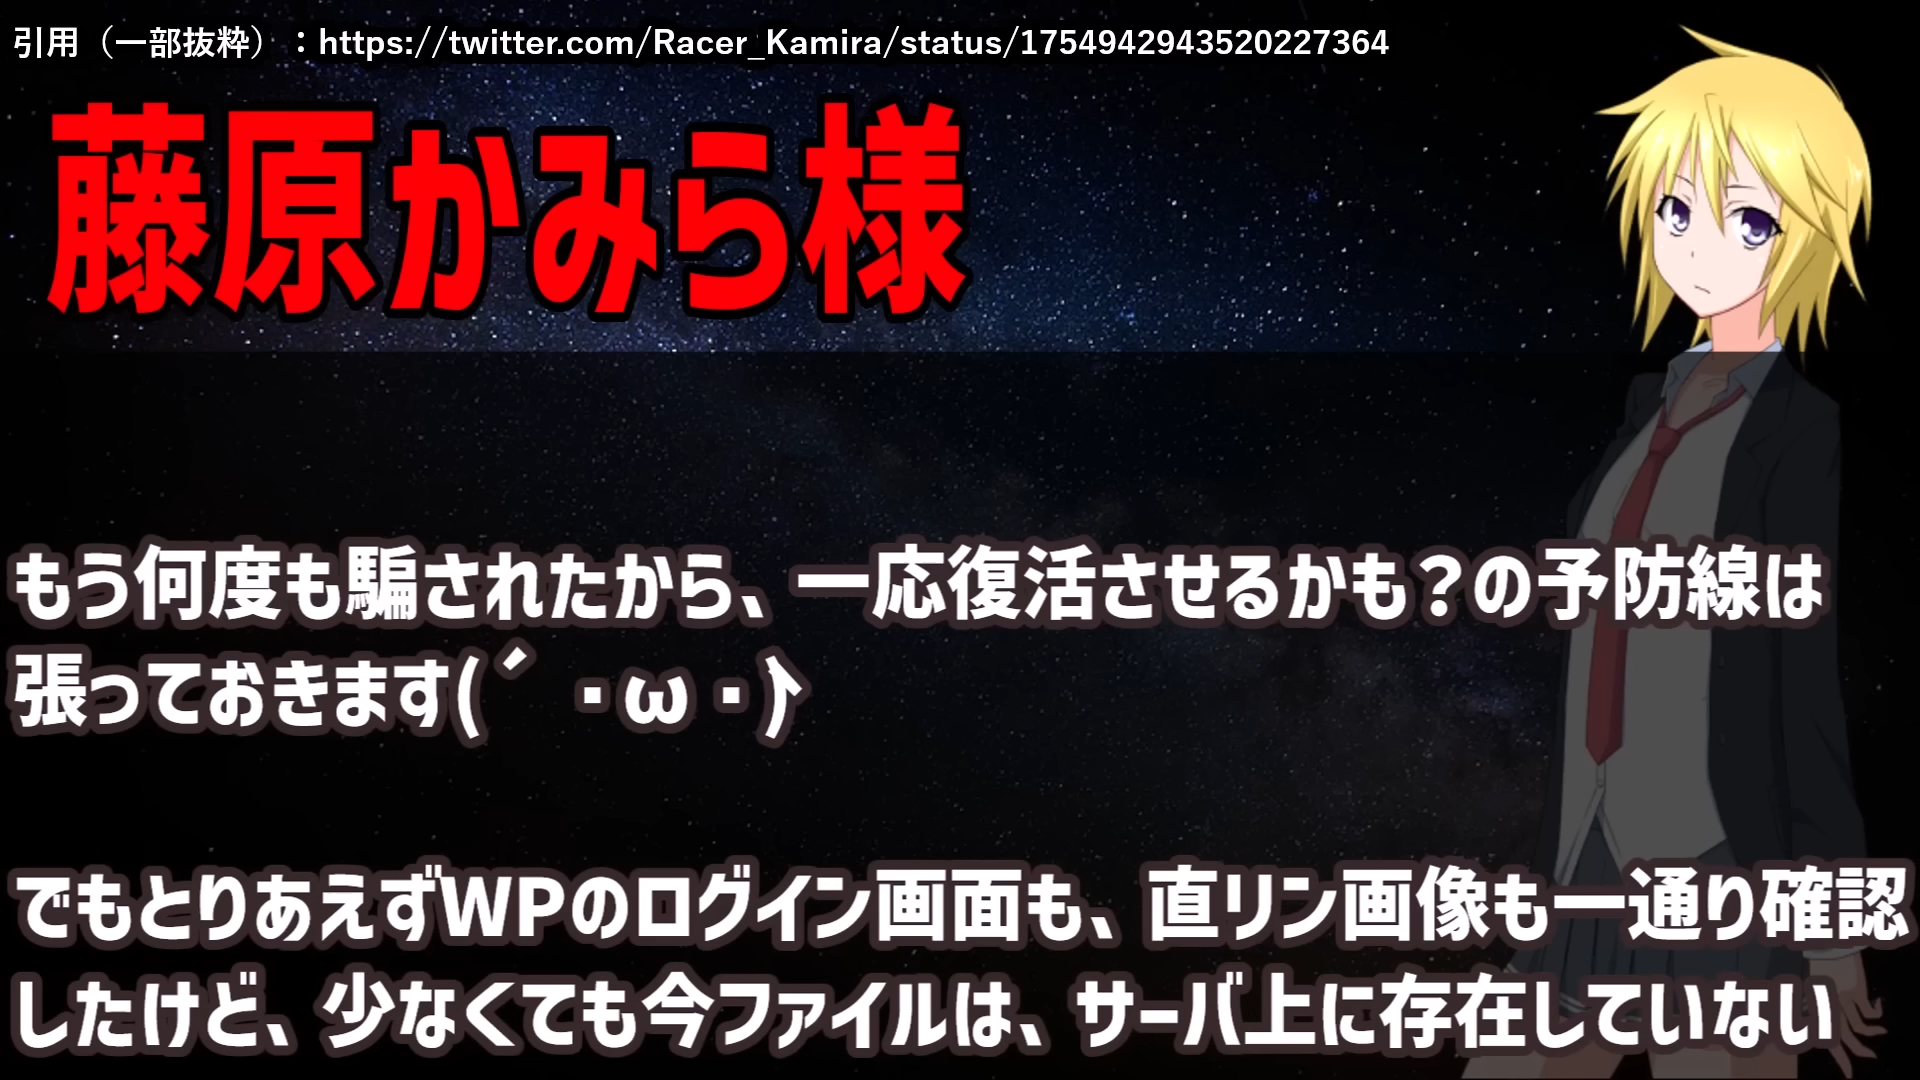 引用（一部抜粋）：https://twitter.com/Racer_Kamira/status/1754942943520227364
藤原かみら様
もう何度も騙されたから、一応復活させるかも？の予防線は
張っておきます(´・ω・)ﾄ
でもとりあえずWPのログイン画面も、直リン画像も一通り確認
したけど、少なくても今ファイルは、サーバ上に存在していない